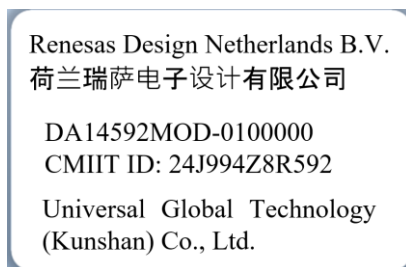 Renesas Design Netherlands B.V.
荷兰瑞萨电子设计有限公司
DA14592MOD-0100000
CMIIT ID: 24J994Z8R592
Universal Global Technology
(Kunshan) Co., Ltd.